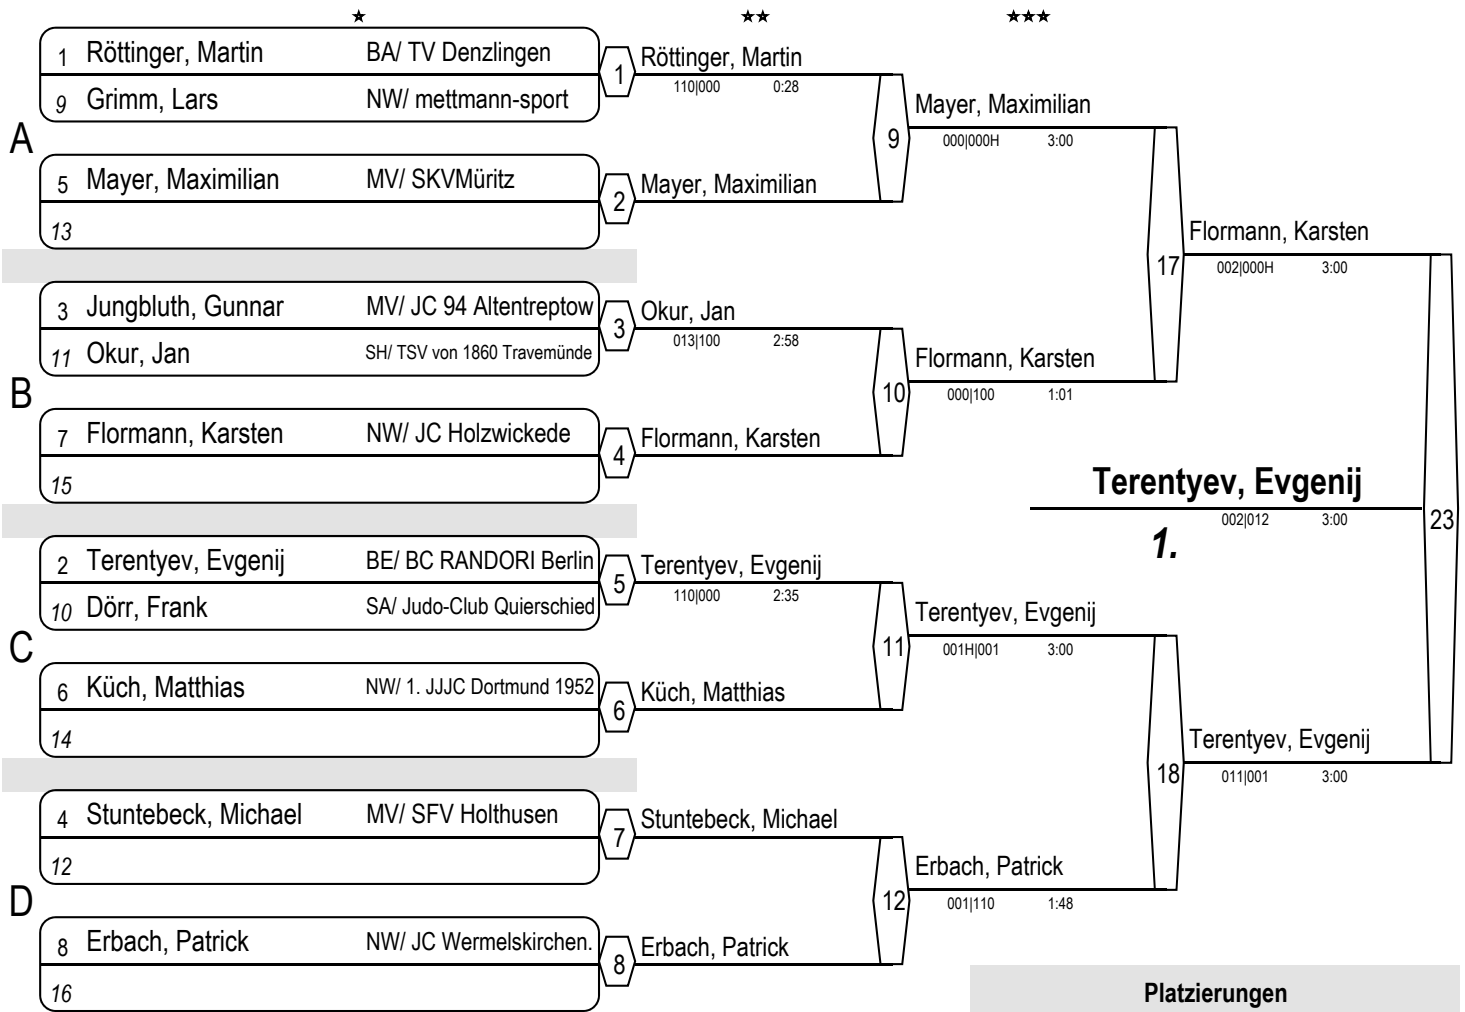 1 Röttinger, Martin BA/ TV Denzlingen
9 Grimm, Lars NW/ mettmann-sport
A
5 Mayer, Maximilian MV/ SKVMüritz
13
3 Jungbluth, Gunnar MV/ JC 94 Altentreptow
11 Okur, Jan SH/ TSV von 1860 Travemünde
B
7 Flormann, Karsten NW/ JC Holzwickede
15
2 Terentyev, Evgenij BE/ BC RANDORI Berlin
10 Dörr, Frank SA/ Judo-Club Quierschied
C
6 Küch, Matthias NW/ 1. JJJC Dortmund 1952
14
4 Stuntebeck, Michael MV/ SFV Holthusen
12
D
8 Erbach, Patrick NW/ JC Wermelskirchen.
16
1 Röttinger, Martin
110|000 0:28
2 Mayer, Maximilian
3 Okur, Jan
013|100 2:58
4 Flormann, Karsten
5 Terentyev, Evgenij
110|000 2:35
6 Küch, Matthias
7 Stuntebeck, Michael
8 Erbach, Patrick
9 Mayer, Maximilian
000|000H 3:00
10 Flormann, Karsten
000|100 1:01
11 Terentyev, Evgenij
001H|001 3:00
12 Erbach, Patrick
001|110 1:48
17 Flormann, Karsten
002|000H 3:00
18 Terentyev, Evgenij
011|001 3:00
Terentyev, Evgenij
002|012 3:00
23
1.
Platzierungen